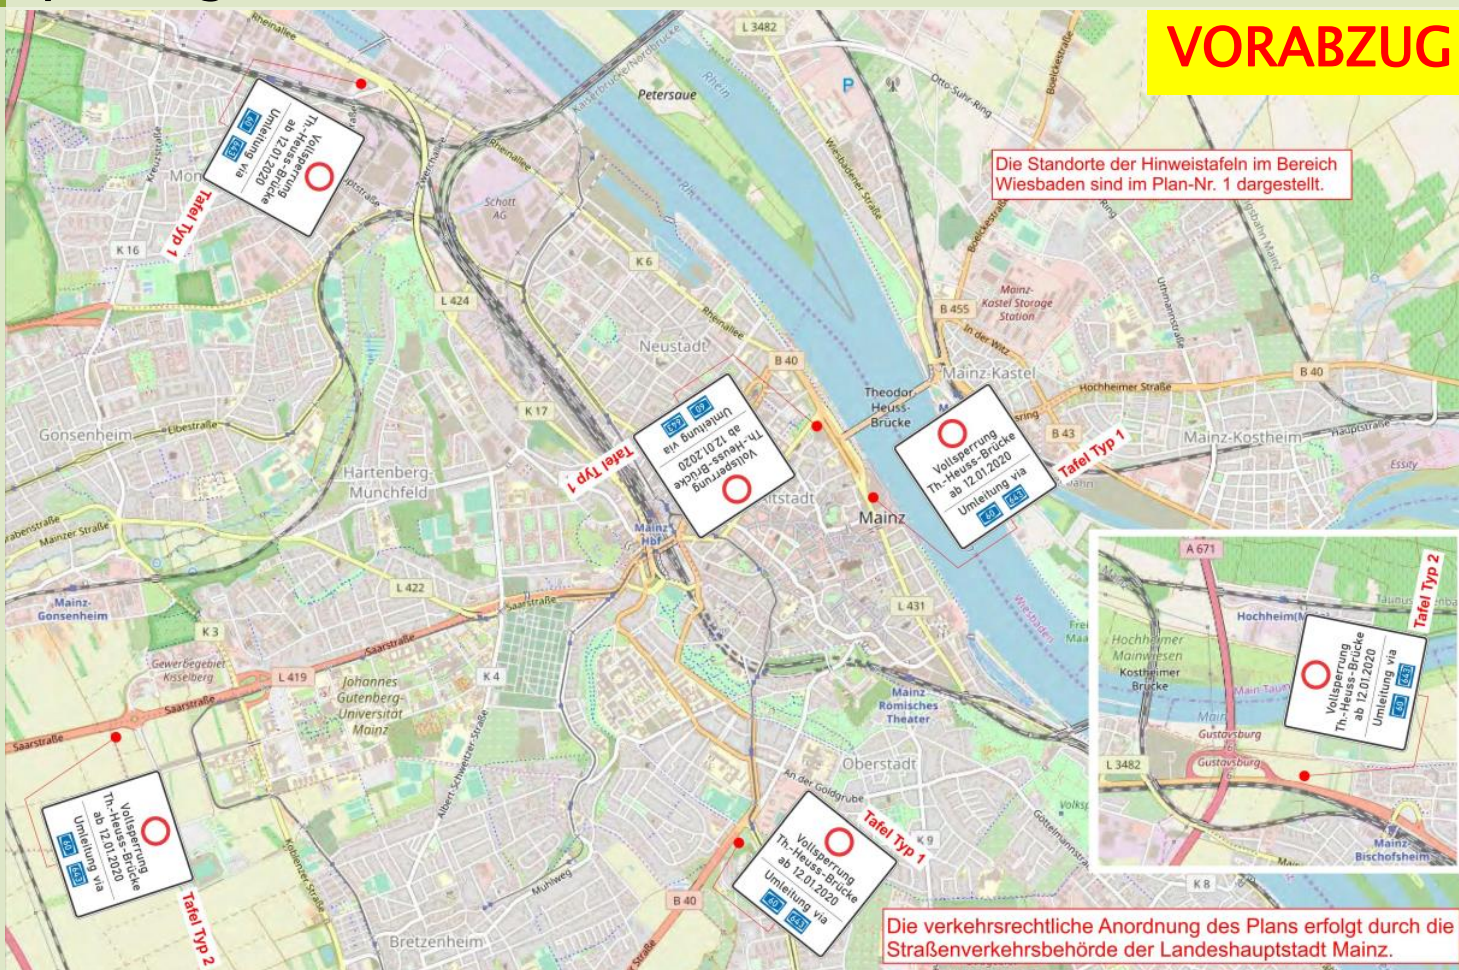 VORABZUG
Die Standorte der Hinweistafeln im Bereich
Wiesbaden sind im Plan-Nr. 1 dargestellt.
Rheinallee
L 3482
Kaiserbrücke/Nordbrücke
Rhein
Petersaue
Otto-Suhr-Ring
Boelckestraße
Kreuzstraße
Vollsperrung
Th.-Heuss-Brücke
ab 12.01.2020
Umleitung via
60 643
Tafel Typ 1
K 16
Rheinallee
Schott
AG
Wiesbadener Straße
Boelckestraße
K 6
L 424
Rheinallee
Neustadt
B 40
B 455
Mainz-
Kastel Storage
Station
Uthmannstraße
In der Witz
Mainz-Kastel
Theodor-
Heuss-
Brücke
Hochheimer Straße
B 40
B 43
Mainz-Kostheim
Hauptstraße
Essity
K 17
Gonsenheim
Elbestraße
Hartenberg-
Münchfeld
Vollsperrung
Th.-Heuss-Brücke
ab 12.01.2020
Umleitung via
60 643
Tafel Typ 1
Vollsperrung
Th.-Heuss-Brücke
ab 12.01.2020
Umleitung via
60 643
Tafel Typ 1
Mainz
Mainz
Hbf
Mainzer Straße
Mainz-
Gonsenheim
L 422
Saarstraße
K 3
Saarstraße
Gewerbegebiet
Kisselberg
L 419
Saarstraße
Saarstraße
Johannes
Gutenberg-
Universität
Mainz
K 4
L 431
Wiesbaden
Mainz
Römisches
Theater
Oberstadt
An der Goldgrube
Albert-Schweitzer-Straße
Koblenzer Straße
Muhlweg
Bretzenheim
B 40
K 9
K 8
Vollsperrung
Th.-Heuss-Brücke
ab 12.01.2020
Umleitung via
60 643
Tafel Typ 2
Vollsperrung
Th.-Heuss-Brücke
ab 12.01.2020
Umleitung via
60 643
Tafel Typ 1
A 671
Hochheimer
Mainwiesen
Kostheimer
Brücke
Main
Gustavsburg
Gustavsburg
L 3482
Mainz-
Bischofsheim
Vollsperrung
Th.-Heuss-Brücke
ab 12.01.2020
Umleitung via
60 643
Tafel Typ 2
Die verkehrsrechtliche Anordnung des Plans erfolgt durch die
Straßenverkehrsbehörde der Landeshauptstadt Mainz.